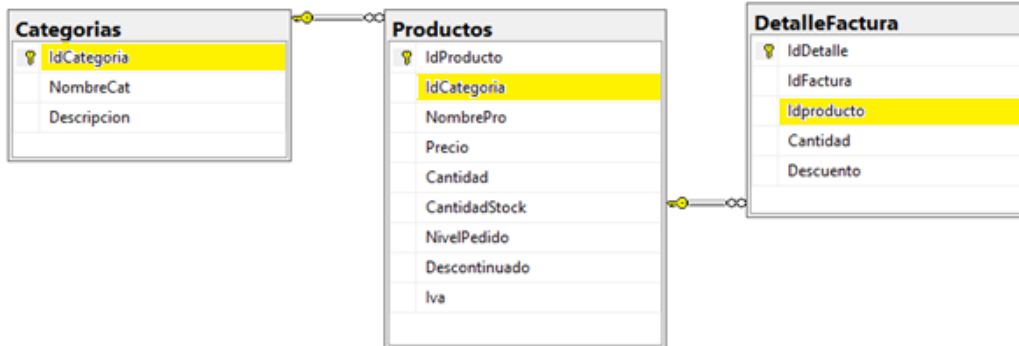 Categorias
IdCategoria
NombreCat
Descripcion
Productos
IdProducto
IdCategoria
NombrePro
Precio
Cantidad
CantidadStock
NivelPedido
Descontinuado
Iva
DetalleFactura
IdDetalle
IdFactura
Idproducto
Cantidad
Descuento